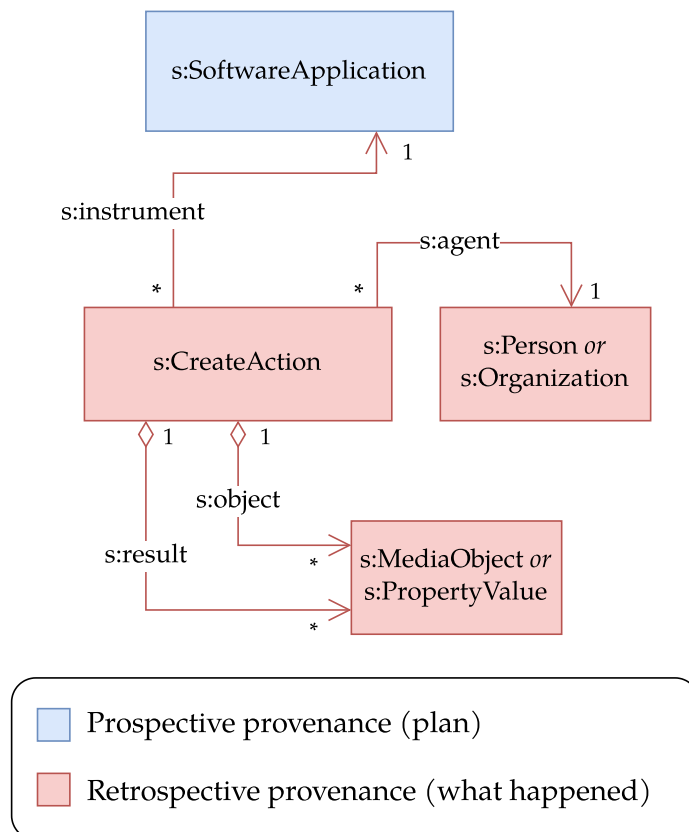 s:SoftwareApplication
1
s:instrument
s:agent
*
*
1
s:CreateAction
s:Person or
s:Organization
1
1
s:object
s:result
s:MediaObject or
s:PropertyValue
*
*
Prospective provenance (plan)
Retrospective provenance (what happened)